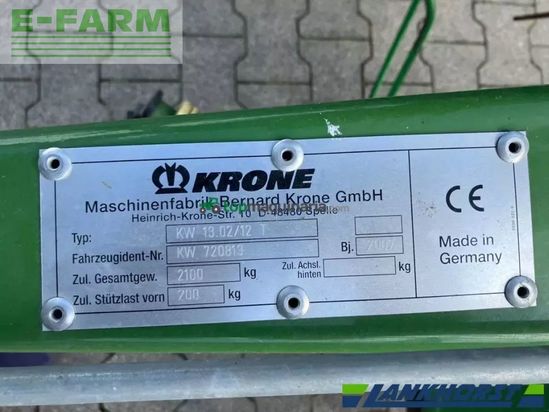 E-FARM
KRONE
Maschinenfabrik Bernard Krone GmbH
Heinrich-Krone-Str. 10 D-48480 Spelle
topmaquinaria
.com
Typ: KW 13.02/12 T
Fahrzeugident-Nr. KW 720813 Bj.
Zul. Gesamtgew. 2100 kg Zul. Achsl. hinten kg
Zul. Stützlast vorn 200 kg
CE
Made in
Germany
LANKHORST